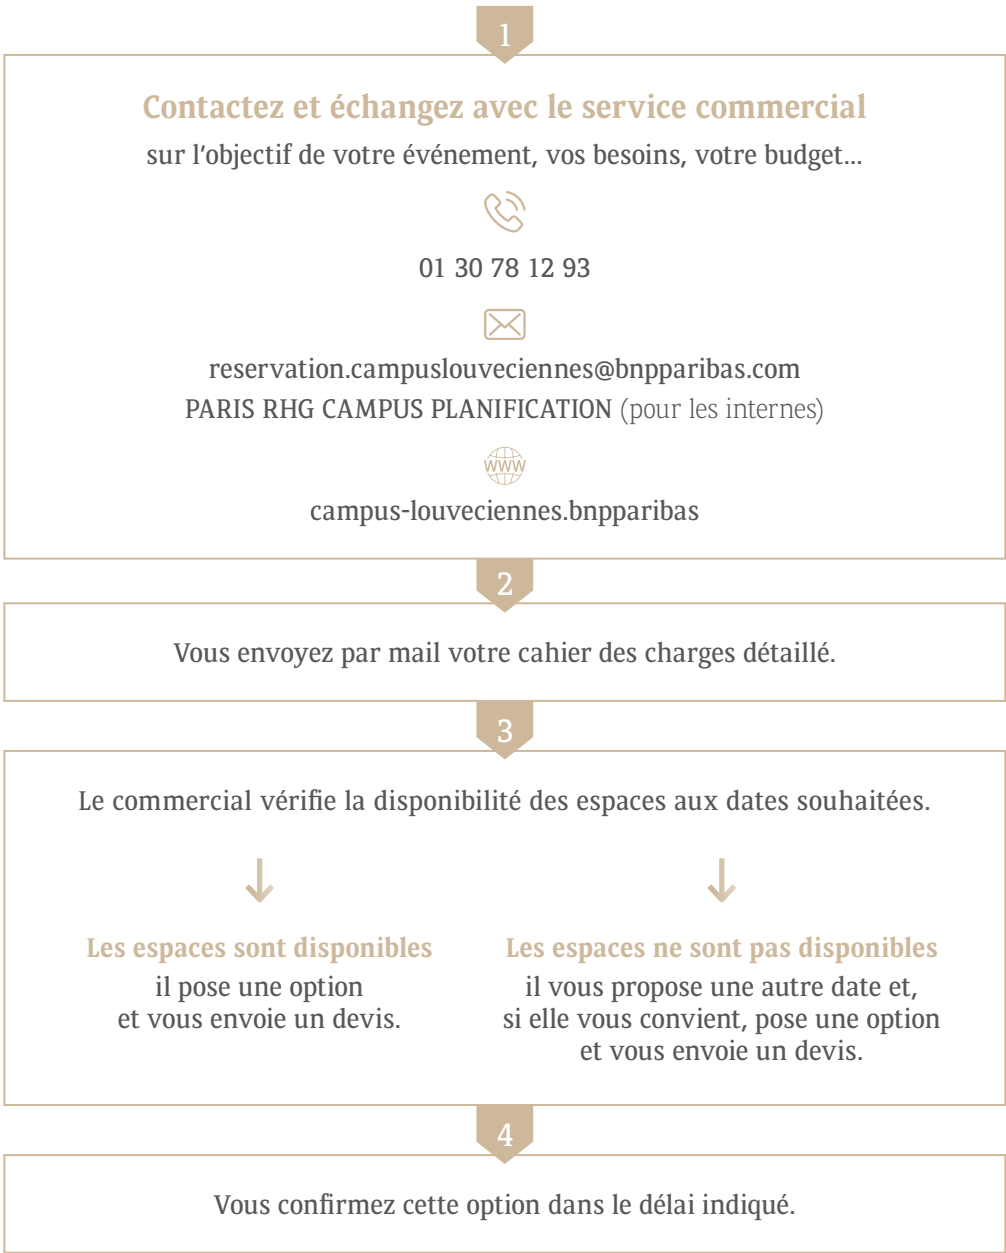 1
Contactez et échangez avec le service commercial
sur l’objectif de votre événement, vos besoins, votre budget...
01 30 78 12 93
reservation.campuslouveciennes@bnpparibas.com
PARIS RHG CAMPUS PLANIFICATION (pour les internes)
www
campus-louveciennes.bnpparibas
2
Vous envoyez par mail votre cahier des charges détaillé.
3
Le commercial vérifie la disponibilité des espaces aux dates souhaitées.
Les espaces sont disponibles
il pose une option
et vous envoie un devis.
Les espaces ne sont pas disponibles
il vous propose une autre date et,
si elle vous convient, pose une option
et vous envoie un devis.
4
Vous confirmez cette option dans le délai indiqué.